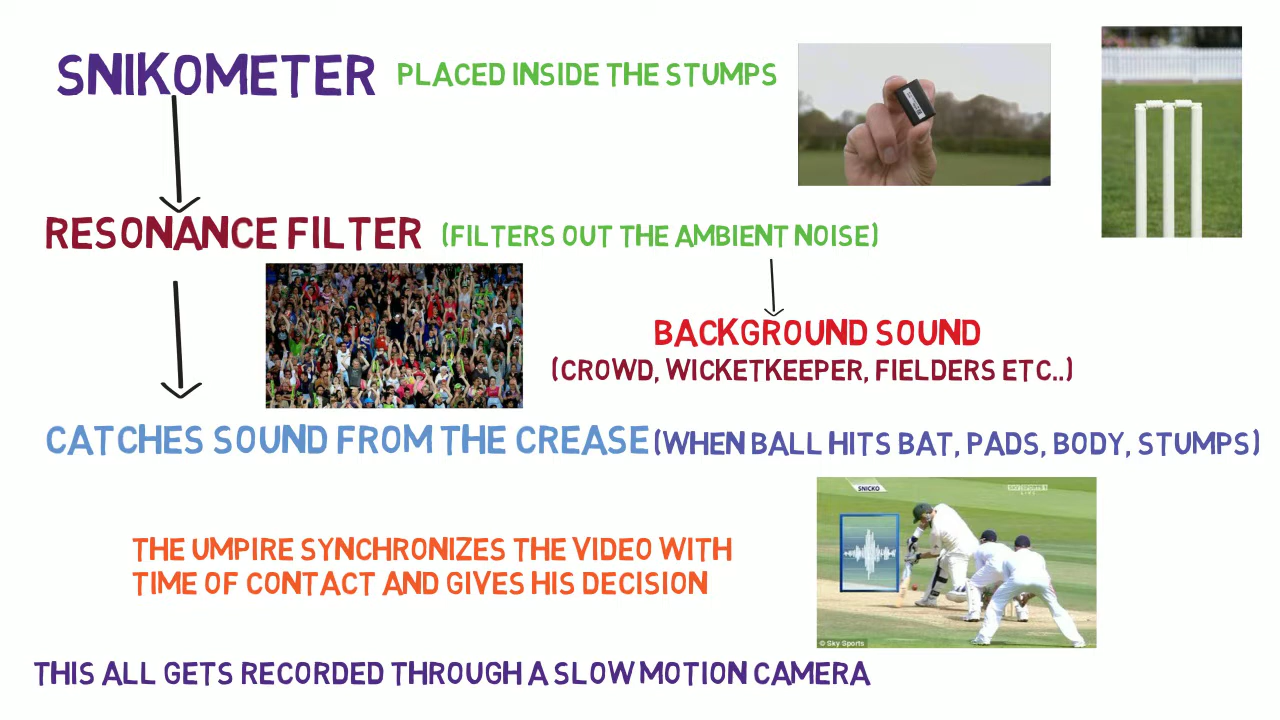 SNIKOMETER PLACED INSIDE THE STUMPS
RESONANCE FILTER (FILTERS OUT THE AMBIENT NOISE)
BACKGROUND SOUND
(CROWD, WICKETKEEPER, FIELDERS ETC..)
CATCHES SOUND FROM THE CREASE (WHEN BALL HITS BAT, PADS, BODY, STUMPS)
SNICKO
THE UMPIRE SYNCHRONIZES THE VIDEO WITH
TIME OF CONTACT AND GIVES HIS DECISION
© Sky Sports
THIS ALL GETS RECORDED THROUGH A SLOW MOTION CAMERA